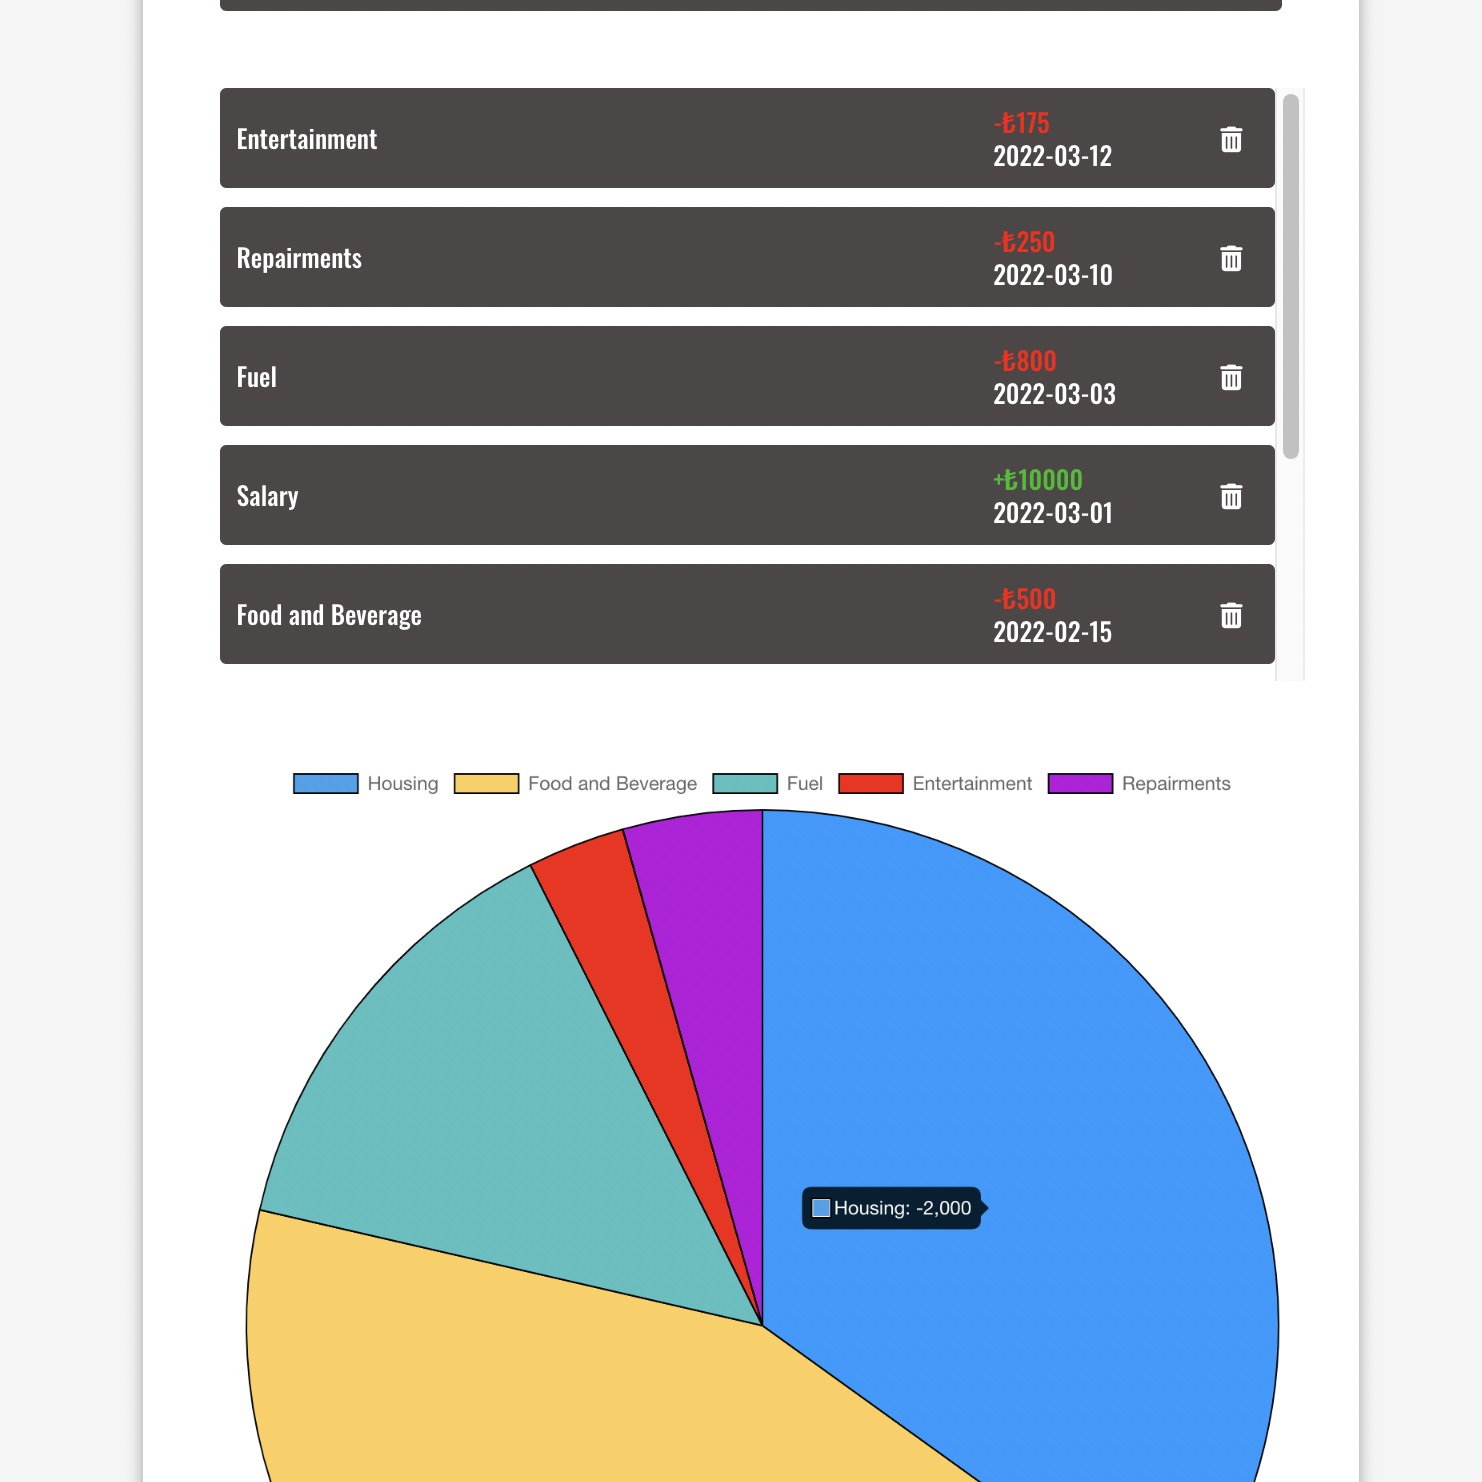 Entertainment
-₺175
2022-03-12
Repairments
-₺250
2022-03-10
Fuel
-₺800
2022-03-03
Salary
+₺10000
2022-03-01
Food and Beverage
-₺500
2022-02-15
Housing Food and Beverage Fuel Entertainment Repairments
Housing: -2,000